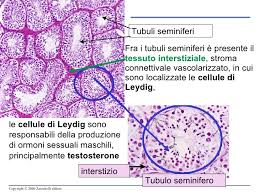 Tubuli seminiferi
Fra i tubuli seminiferi è presente il
tessuto interstiziale, stroma
connettivale vascolarizzato, in cui
sono localizzate le cellule di
Leydig.
le cellule di Leydig sono
responsabili della produzione
di ormoni sessuali maschili,
principalmente testosterone
interstizio
Tubulo seminifero